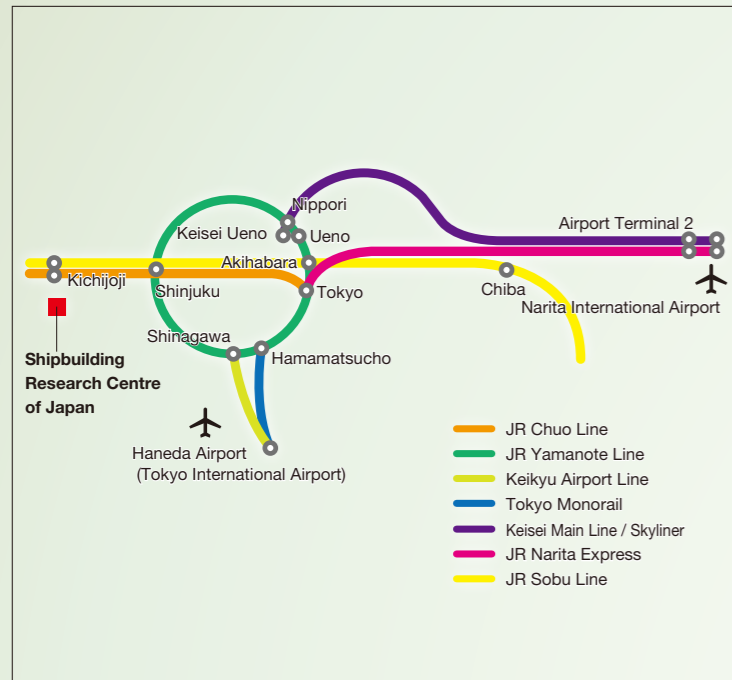 Nippori
Keisei Ueno
Ueno
Airport Terminal 2
Akihabara
Kichijoji
Shinjuku
Tokyo
Chiba
Narita International Airport
Shinagawa
Hamamatsucho
Shipbuilding
Research Centre
of Japan
Haneda Airport
(Tokyo International Airport)
JR Chuo Line
JR Yamanote Line
Keikyu Airport Line
Tokyo Monorail
Keisei Main Line / Skyliner
JR Narita Express
JR Sobu Line